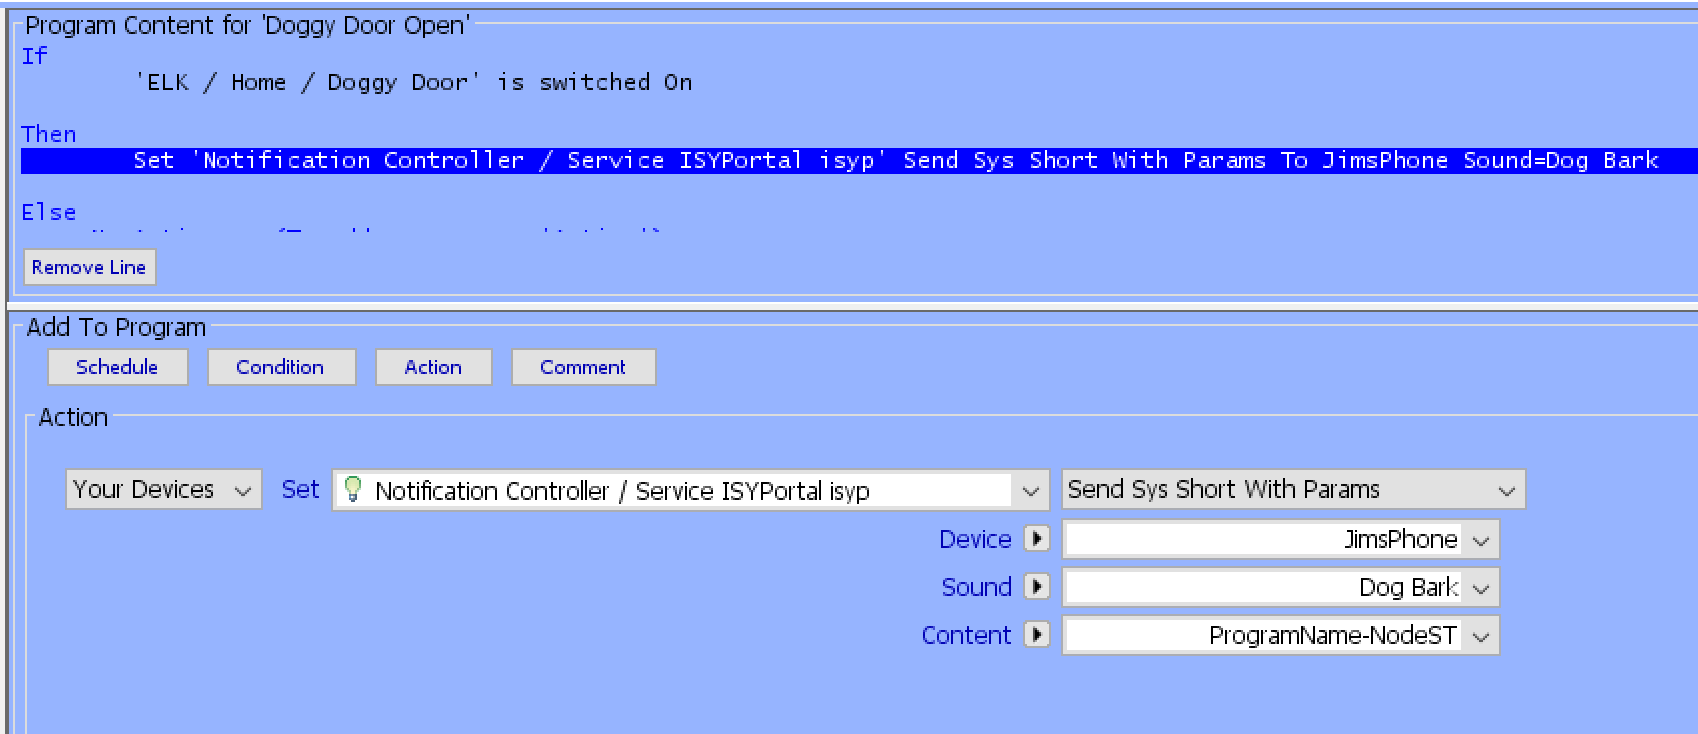 Program Content for 'Doggy Door Open'
If
'ELK / Home / Doggy Door' is switched On
Then
Set 'Notification Controller / Service ISYPortal isyp' Send Sys Short With Params To JimsPhone Sound=Dog Bark
Else
Remove Line
Add To Program
Schedule Condition Action Comment
Action
Your Devices Set Notification Controller / Service ISYPortal isyp Send Sys Short With Params
Device JimsPhone
Sound Dog Bark
Content ProgramName-NodeST